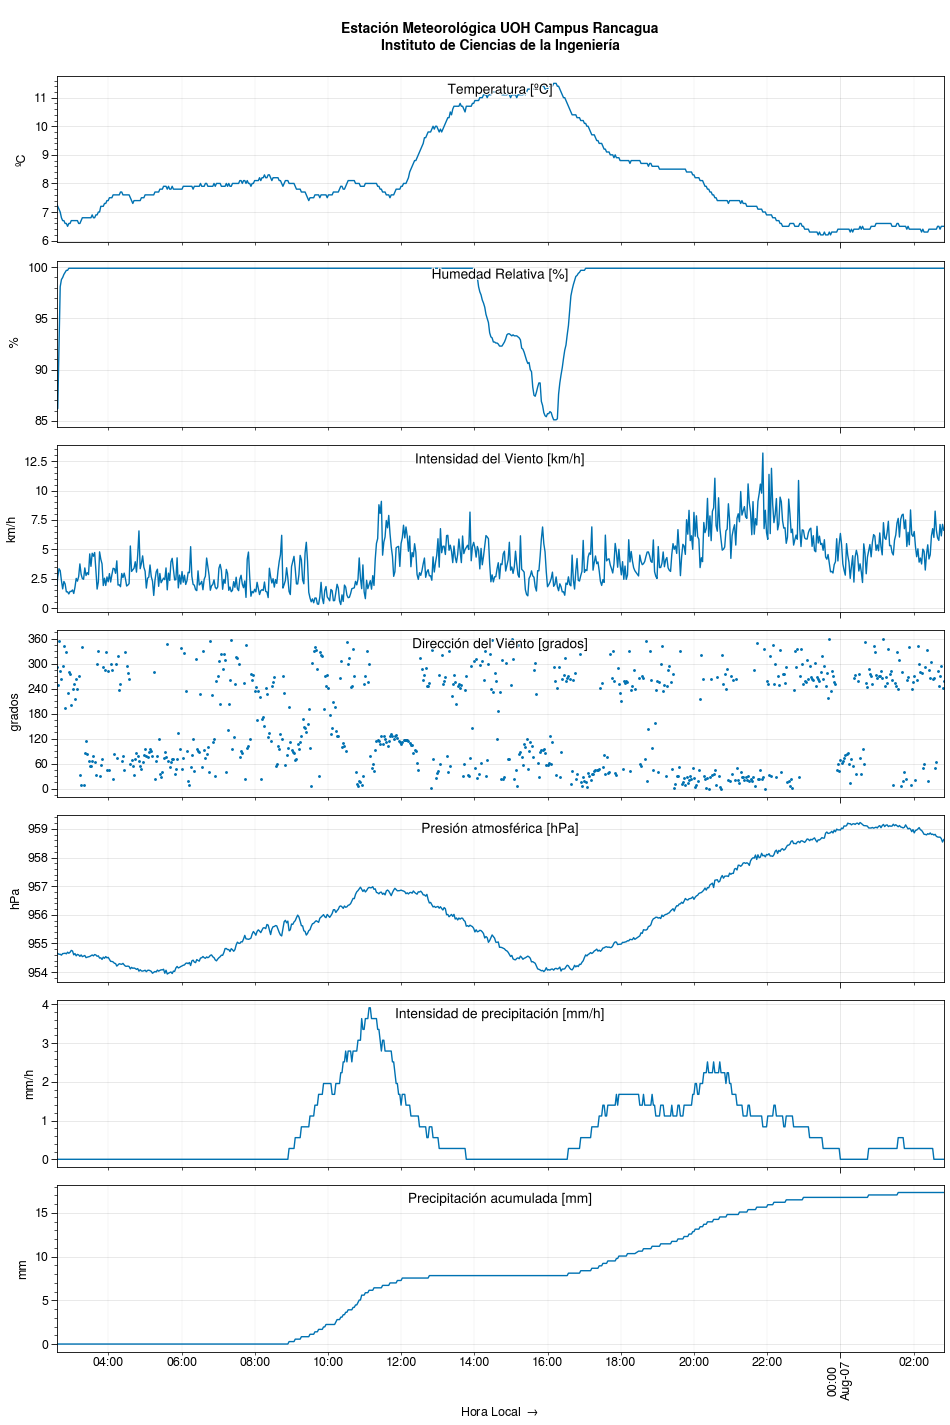 Estación Meteorológica UOH Campus Rancagua
Instituto de Ciencias de la Ingeniería
Temperatura [ºC]
ºC
11
10
9
8
7
6
Humedad Relativa [%]
%
100
95
90
85
Intensidad del Viento [km/h]
km/h
12.5
10
7.5
5
2.5
0
Dirección del Viento [grados]
grados
360
300
240
180
120
60
0
Presión atmosférica [hPa]
hPa
959
958
957
956
955
954
Intensidad de precipitación [mm/h]
mm/h
4
3
2
1
0
Precipitación acumulada [mm]
mm
15
10
5
0
04:00 06:00 08:00 10:00 12:00 14:00 16:00 18:00 20:00 22:00 00:00 02:00
Aug-07
Hora Local →